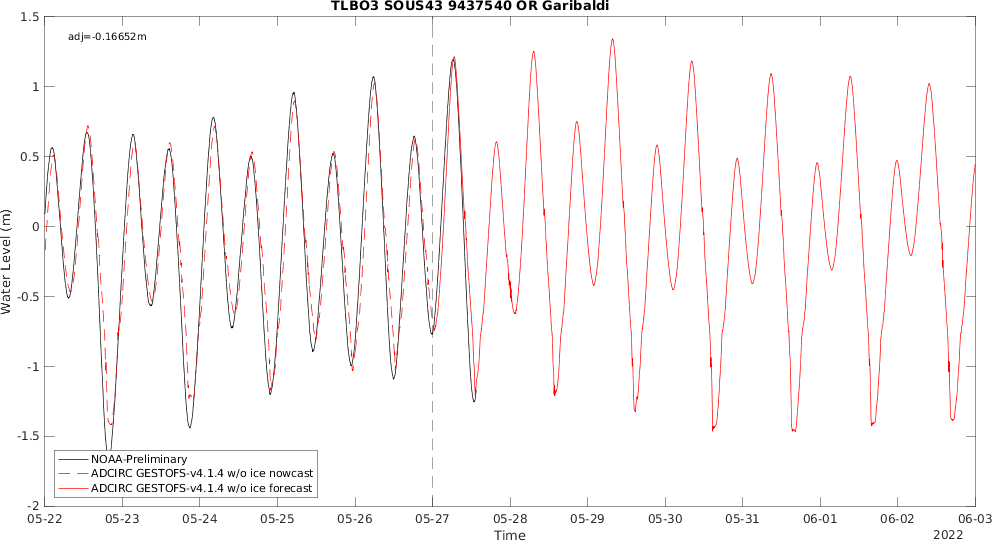 TLBO3 SOUS43 9437540 OR Garibaldi
adj=-0.16652m
1.5
1
0.5
0
-0.5
-1
-1.5
-2
Water Level (m)
NOAA-Preliminary
ADCIRC GESTOFS-v4.1.4 w/o ice nowcast
ADCIRC GESTOFS-v4.1.4 w/o ice forecast
05-22 05-23 05-24 05-25 05-26 05-27 05-28 05-29 05-30 05-31 06-01 06-02 06-03
Time
2022